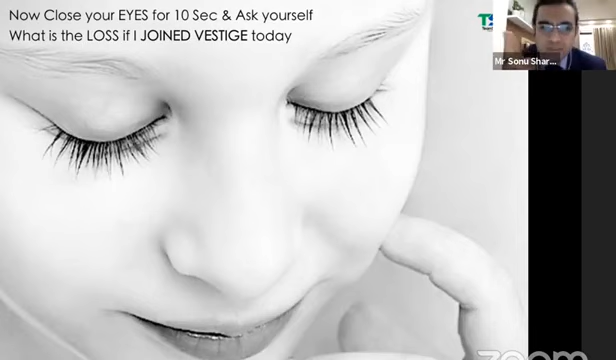 Now Close your EYES for 10 Sec & Ask yourself
What is the LOSS if I JOINED VESTIGE today
Mr Sonu Shar...
zoom